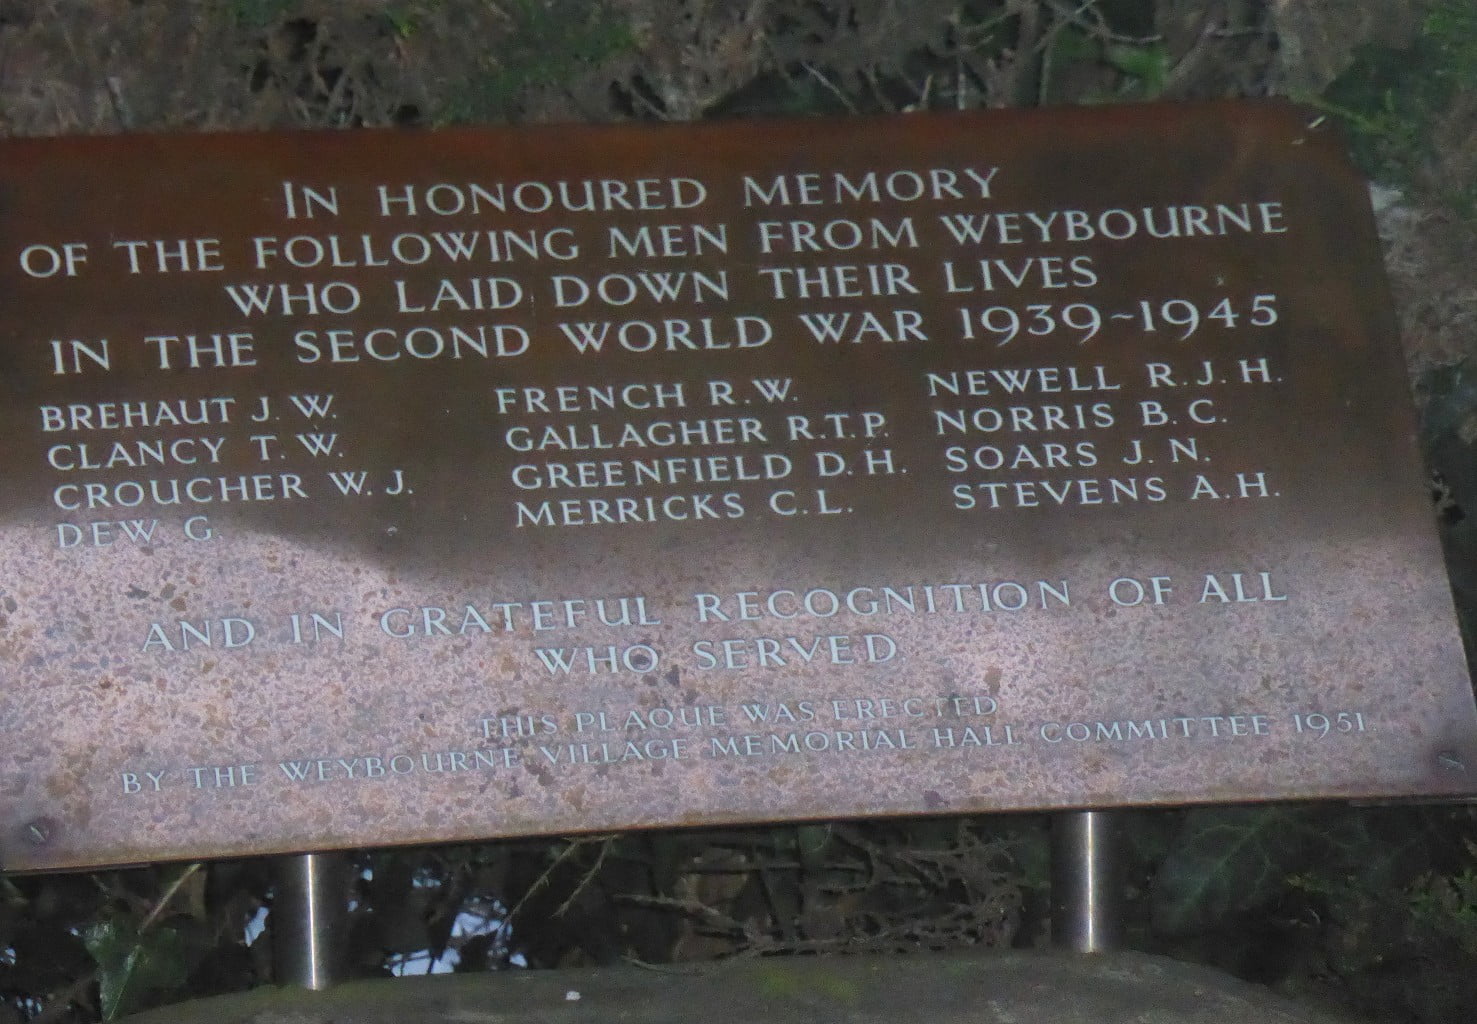 IN HONOURED MEMORY
OF THE FOLLOWING MEN FROM WEYBOURNE
WHO LAID DOWN THEIR LIVES
IN THE SECOND WORLD WAR 1939~1945
BREHAUT J. W.
CLANCY T. W.
CROUCHER W. J.
DEW G.
FRENCH R. W.
GALLAGHER R.T.P.
GREENFIELD D. H.
MERRICKS C. L.
NEWELL R. J. H.
NORRIS B. C.
SOARS J. N.
STEVENS A. H.
AND IN GRATEFUL RECOGNITION OF ALL
WHO SERVED
THIS PLAQUE WAS ERECTED
BY THE WEYBOURNE VILLAGE MEMORIAL HALL COMMITTEE 1951.